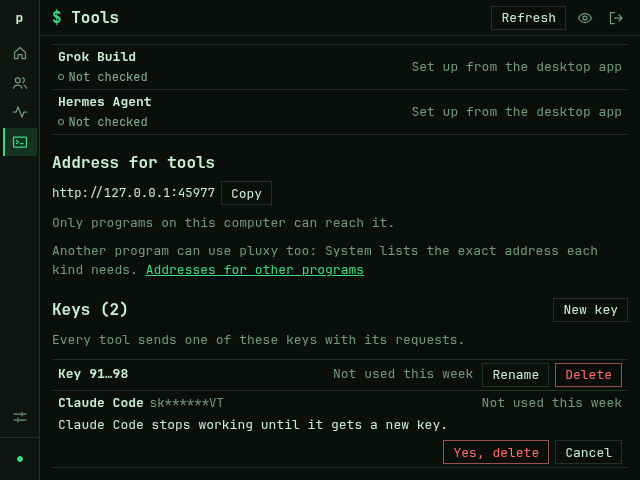 p
$ Tools
Refresh
Grok Build
Not checked
Set up from the desktop app
Hermes Agent
Not checked
Set up from the desktop app
Address for tools
http://127.0.0.1:45977 Copy
Only programs on this computer can reach it.
Another program can use pluxy too: System lists the exact address each
kind needs. Addresses for other programs
Keys (2)
New key
Every tool sends one of these keys with its requests.
Key 91…98
Not used this week Rename Delete
Claude Code sk******VT
Not used this week
Claude Code stops working until it gets a new key.
Yes, delete Cancel